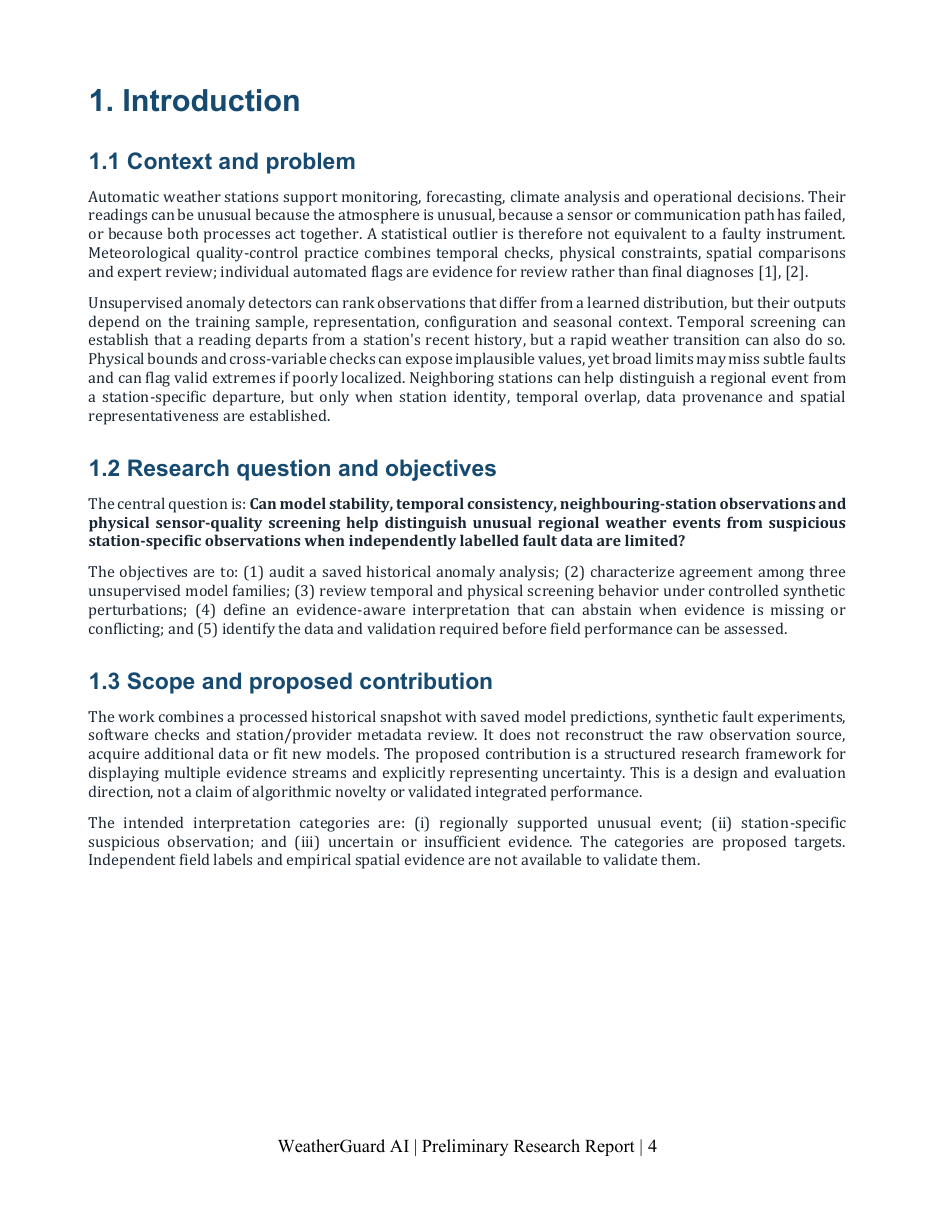 1. Introduction
1.1 Context and problem
Automatic weather stations support monitoring, forecasting, climate analysis and operational decisions. Their
readings can be unusual because the atmosphere is unusual, because a sensor or communication path has failed,
or because both processes act together. A statistical outlier is therefore not equivalent to a faulty instrument.
Meteorological quality-control practice combines temporal checks, physical constraints, spatial comparisons
and expert review; individual automated flags are evidence for review rather than final diagnoses [1], [2].
Unsupervised anomaly detectors can rank observations that differ from a learned distribution, but their outputs
depend on the training sample, representation, configuration and seasonal context. Temporal screening can
establish that a reading departs from a station's recent history, but a rapid weather transition can also do so.
Physical bounds and cross-variable checks can expose implausible values, yet broad limits may miss subtle faults
and can flag valid extremes if poorly localized. Neighboring stations can help distinguish a regional event from
a station-specific departure, but only when station identity, temporal overlap, data provenance and spatial
representativeness are established.
1.2 Research question and objectives
The central question is: Can model stability, temporal consistency, neighbouring-station observations and
physical sensor-quality screening help distinguish unusual regional weather events from suspicious
station-specific observations when independently labelled fault data are limited?
The objectives are to: (1) audit a saved historical anomaly analysis; (2) characterize agreement among three
unsupervised model families; (3) review temporal and physical screening behavior under controlled synthetic
perturbations; (4) define an evidence-aware interpretation that can abstain when evidence is missing or
conflicting; and (5) identify the data and validation required before field performance can be assessed.
1.3 Scope and proposed contribution
The work combines a processed historical snapshot with saved model predictions, synthetic fault experiments,
software checks and station/provider metadata review. It does not reconstruct the raw observation source,
acquire additional data or fit new models. The proposed contribution is a structured research framework for
displaying multiple evidence streams and explicitly representing uncertainty. This is a design and evaluation
direction, not a claim of algorithmic novelty or validated integrated performance.
The intended interpretation categories are: (i) regionally supported unusual event; (ii) station-specific
suspicious observation; and (iii) uncertain or insufficient evidence. The categories are proposed targets.
Independent field labels and empirical spatial evidence are not available to validate them.
WeatherGuard AI | Preliminary Research Report | 4